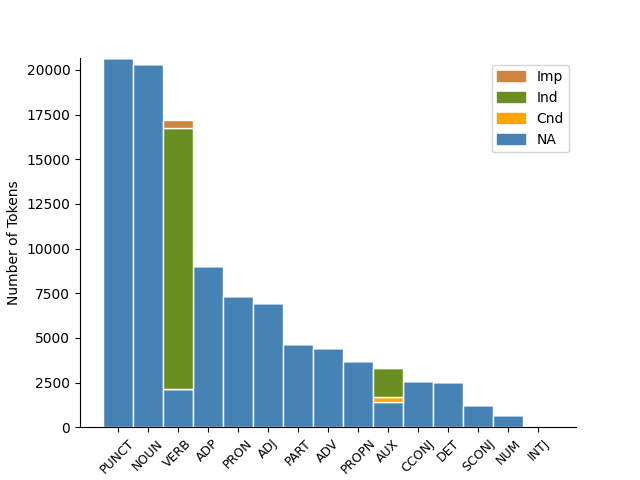 20000
17500
15000
12500
10000
7500
5000
2500
0
Number of Tokens
Imp
Ind
Cnd
NA
PUNCT
NOUN
VERB
ADP
PRON
ADJ
PART
ADV
PROPN
AUX
CCONJ
DET
SCONJ
NUM
INTJ